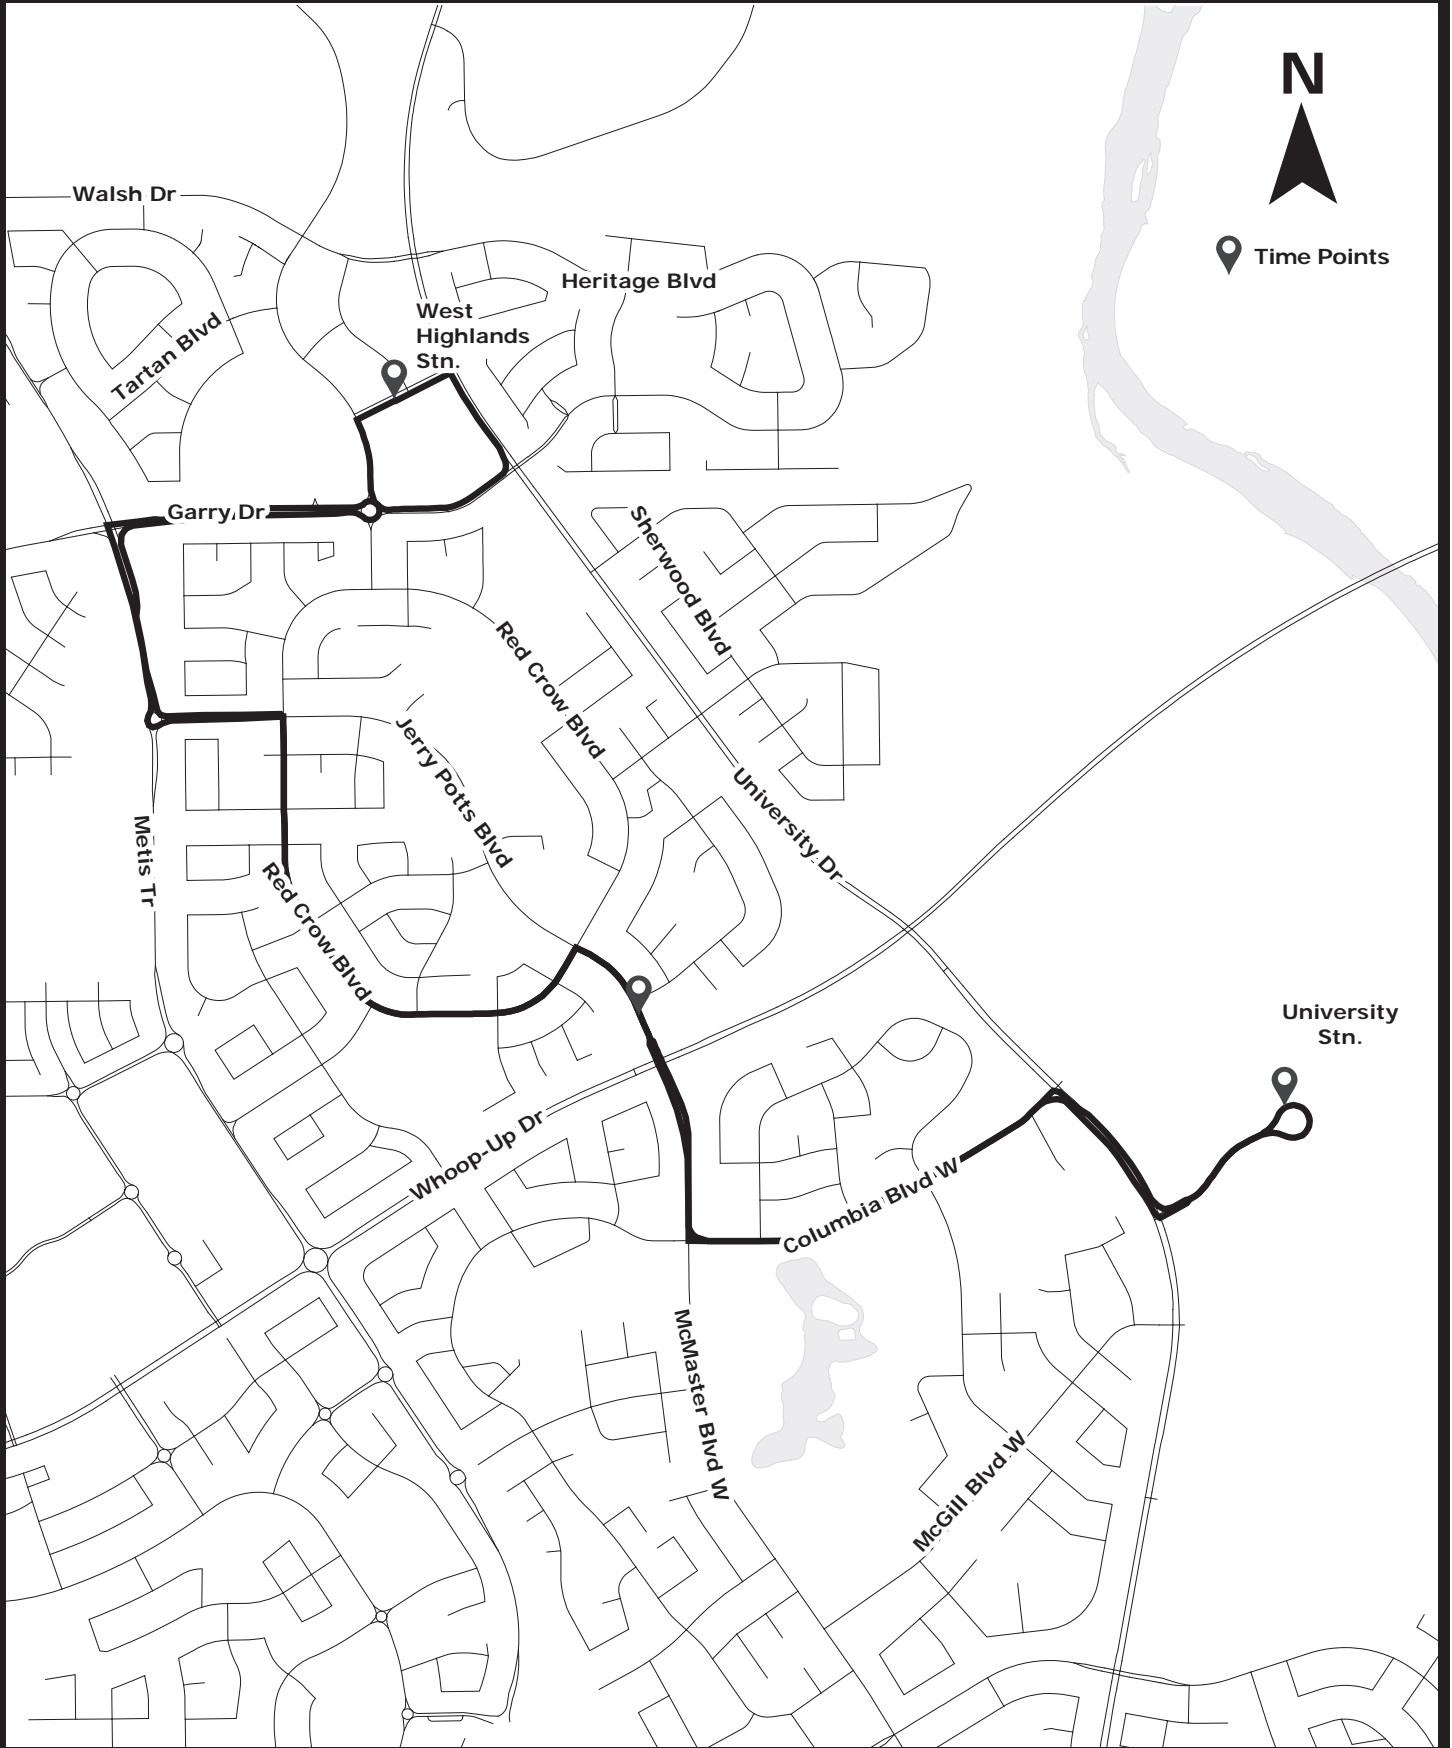 N
Walsh Dr
Time Points
Heritage Blvd
West
Highlands
Stn.
Tartan Blvd
Garry Dr
Sherwood Blvd
Red Crow Blvd
Jerry Potts Blvd
University Dr
Metis Tr
Red Crow Blvd
University
Stn.
Whoop-Up Dr
Columbia Blvd W
McMaster Blvd W
McGill Blvd W